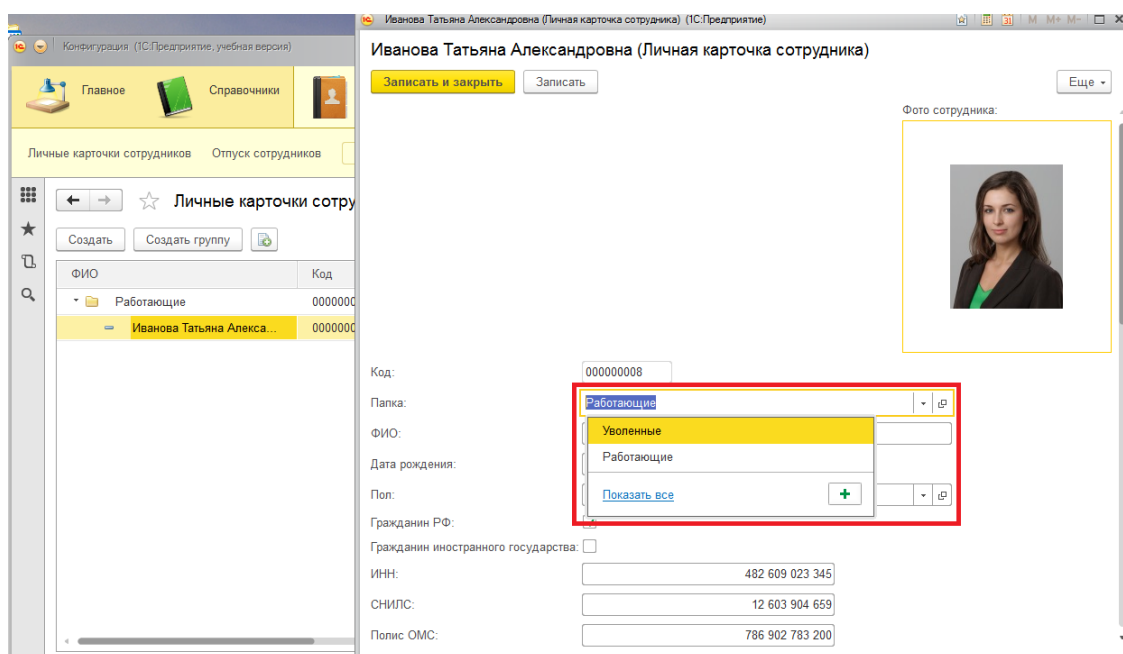 Иванова Татьяна Александровна (Личная карточка сотрудника) (1С:Предприятие)
M M+ M-
Конфигурация (1С:Предприятие, учебная версия)
Иванова Татьяна Александровна (Личная карточка сотрудника)
Главное
Справочники
Записать и закрыть
Записать
Еще
Фото сотрудника:
Личные карточки сотрудников
Отпуск сотрудников
Личные карточки сотру
Создать
Создать группу
ФИО
Код
Работающие
0000000
Иванова Татьяна Алекса...
0000000
Код:
000000008
Папка:
Работающие
ФИО:
Уволенные
Работающие
Дата рождения:
Пол:
Показать все
Гражданин РФ:
Гражданин иностранного государства:
ИНН:
482 609 023 345
СНИЛС:
12 603 904 659
Полис ОМС:
786 902 783 200